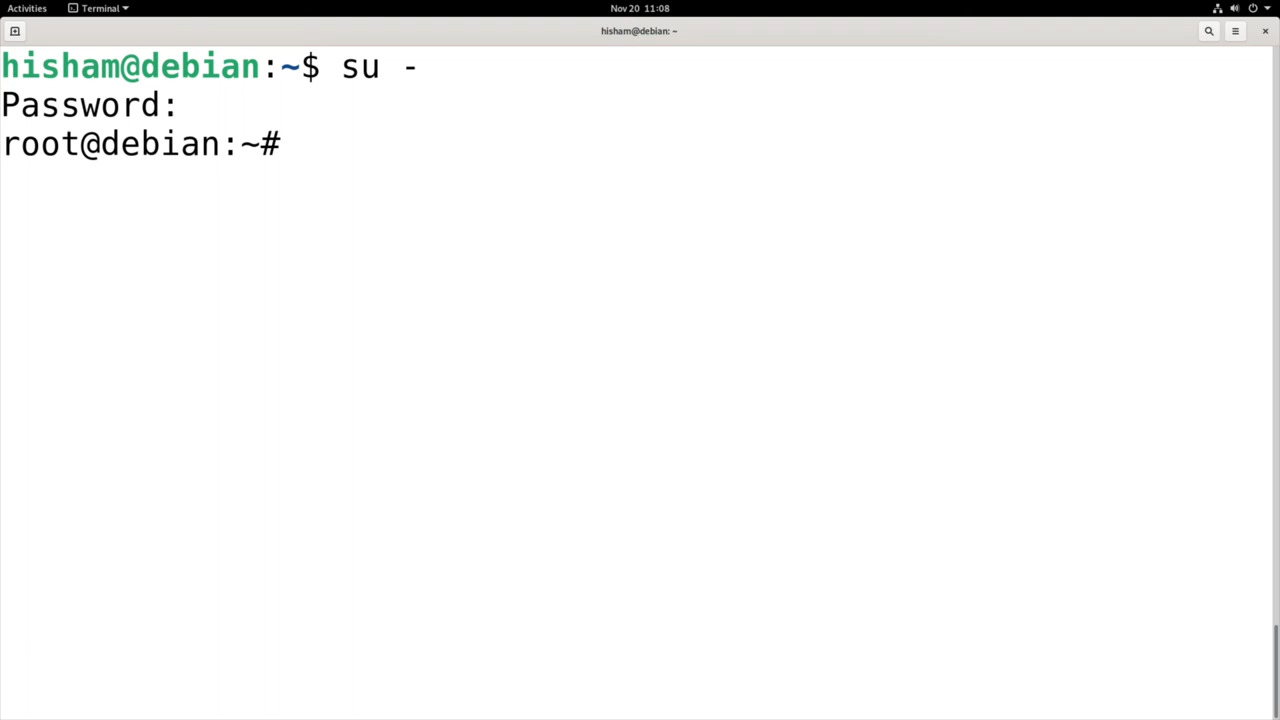 Activities Terminal Nov 20 11:08
hisham@debian: ~
hisham@debian:~$ su -
Password:
root@debian:~#